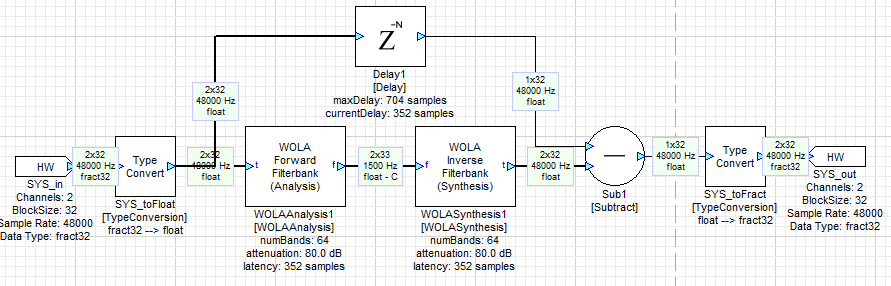 Z
-N
Delay1
[Delay]
maxDelay: 704 samples
currentDelay: 352 samples
2x32
48000 Hz
float
1x32
48000 Hz
float
HW
SYS_in
Channels: 2
BlockSize: 32
Sample Rate: 48000
Data Type: fract32
2x32
48000 Hz
fract32
Type
Convert
SYS_toFloat
[TypeConversion]
fract32 --> float
2x32
48000 Hz
float
t
WOLA
Forward
Filterbank
(Analysis)
f
WOLAAnalysis1
[WOLAAnalysis]
numBands: 64
attenuation: 80.0 dB
latency: 352 samples
2x33
1500 Hz
float - C
f
WOLA
Inverse
Filterbank
(Synthesis)
t
WOLASynthesis1
[WOLASynthesis]
numBands: 64
attenuation: 80.0 dB
latency: 352 samples
2x32
48000 Hz
float
Sub1
[Subtract]
1x32
48000 Hz
float
Type
Convert
SYS_toFract
[TypeConversion]
float --> fract32
2x32
48000 Hz
fract32
HW
SYS_out
Channels: 2
BlockSize: 32
Sample Rate: 48000
Data Type: fract32